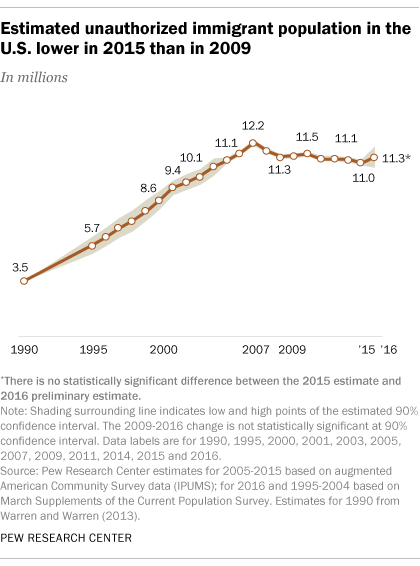 Estimated unauthorized immigrant population in the
U.S. lower in 2015 than in 2009
In millions
3.5
5.7
8.6
9.4
10.1
11.1
12.2
11.3
11.5
11.1
11.0
11.3*
1990 1995 2000 2007 2009 '15 '16
*There is no statistically significant difference between the 2015 estimate and
2016 preliminary estimate.
Note: Shading surrounding line indicates low and high points of the estimated 90%
confidence interval. The 2009-2016 change is not statistically significant at 90%
confidence interval. Data labels are for 1990, 1995, 2000, 2001, 2003, 2005,
2007, 2009, 2011, 2014, 2015 and 2016.
Source: Pew Research Center estimates for 2005-2015 based on augmented
American Community Survey data (IPUMS); for 2016 and 1995-2004 based on
March Supplements of the Current Population Survey. Estimates for 1990 from
Warren and Warren (2013).
PEW RESEARCH CENTER